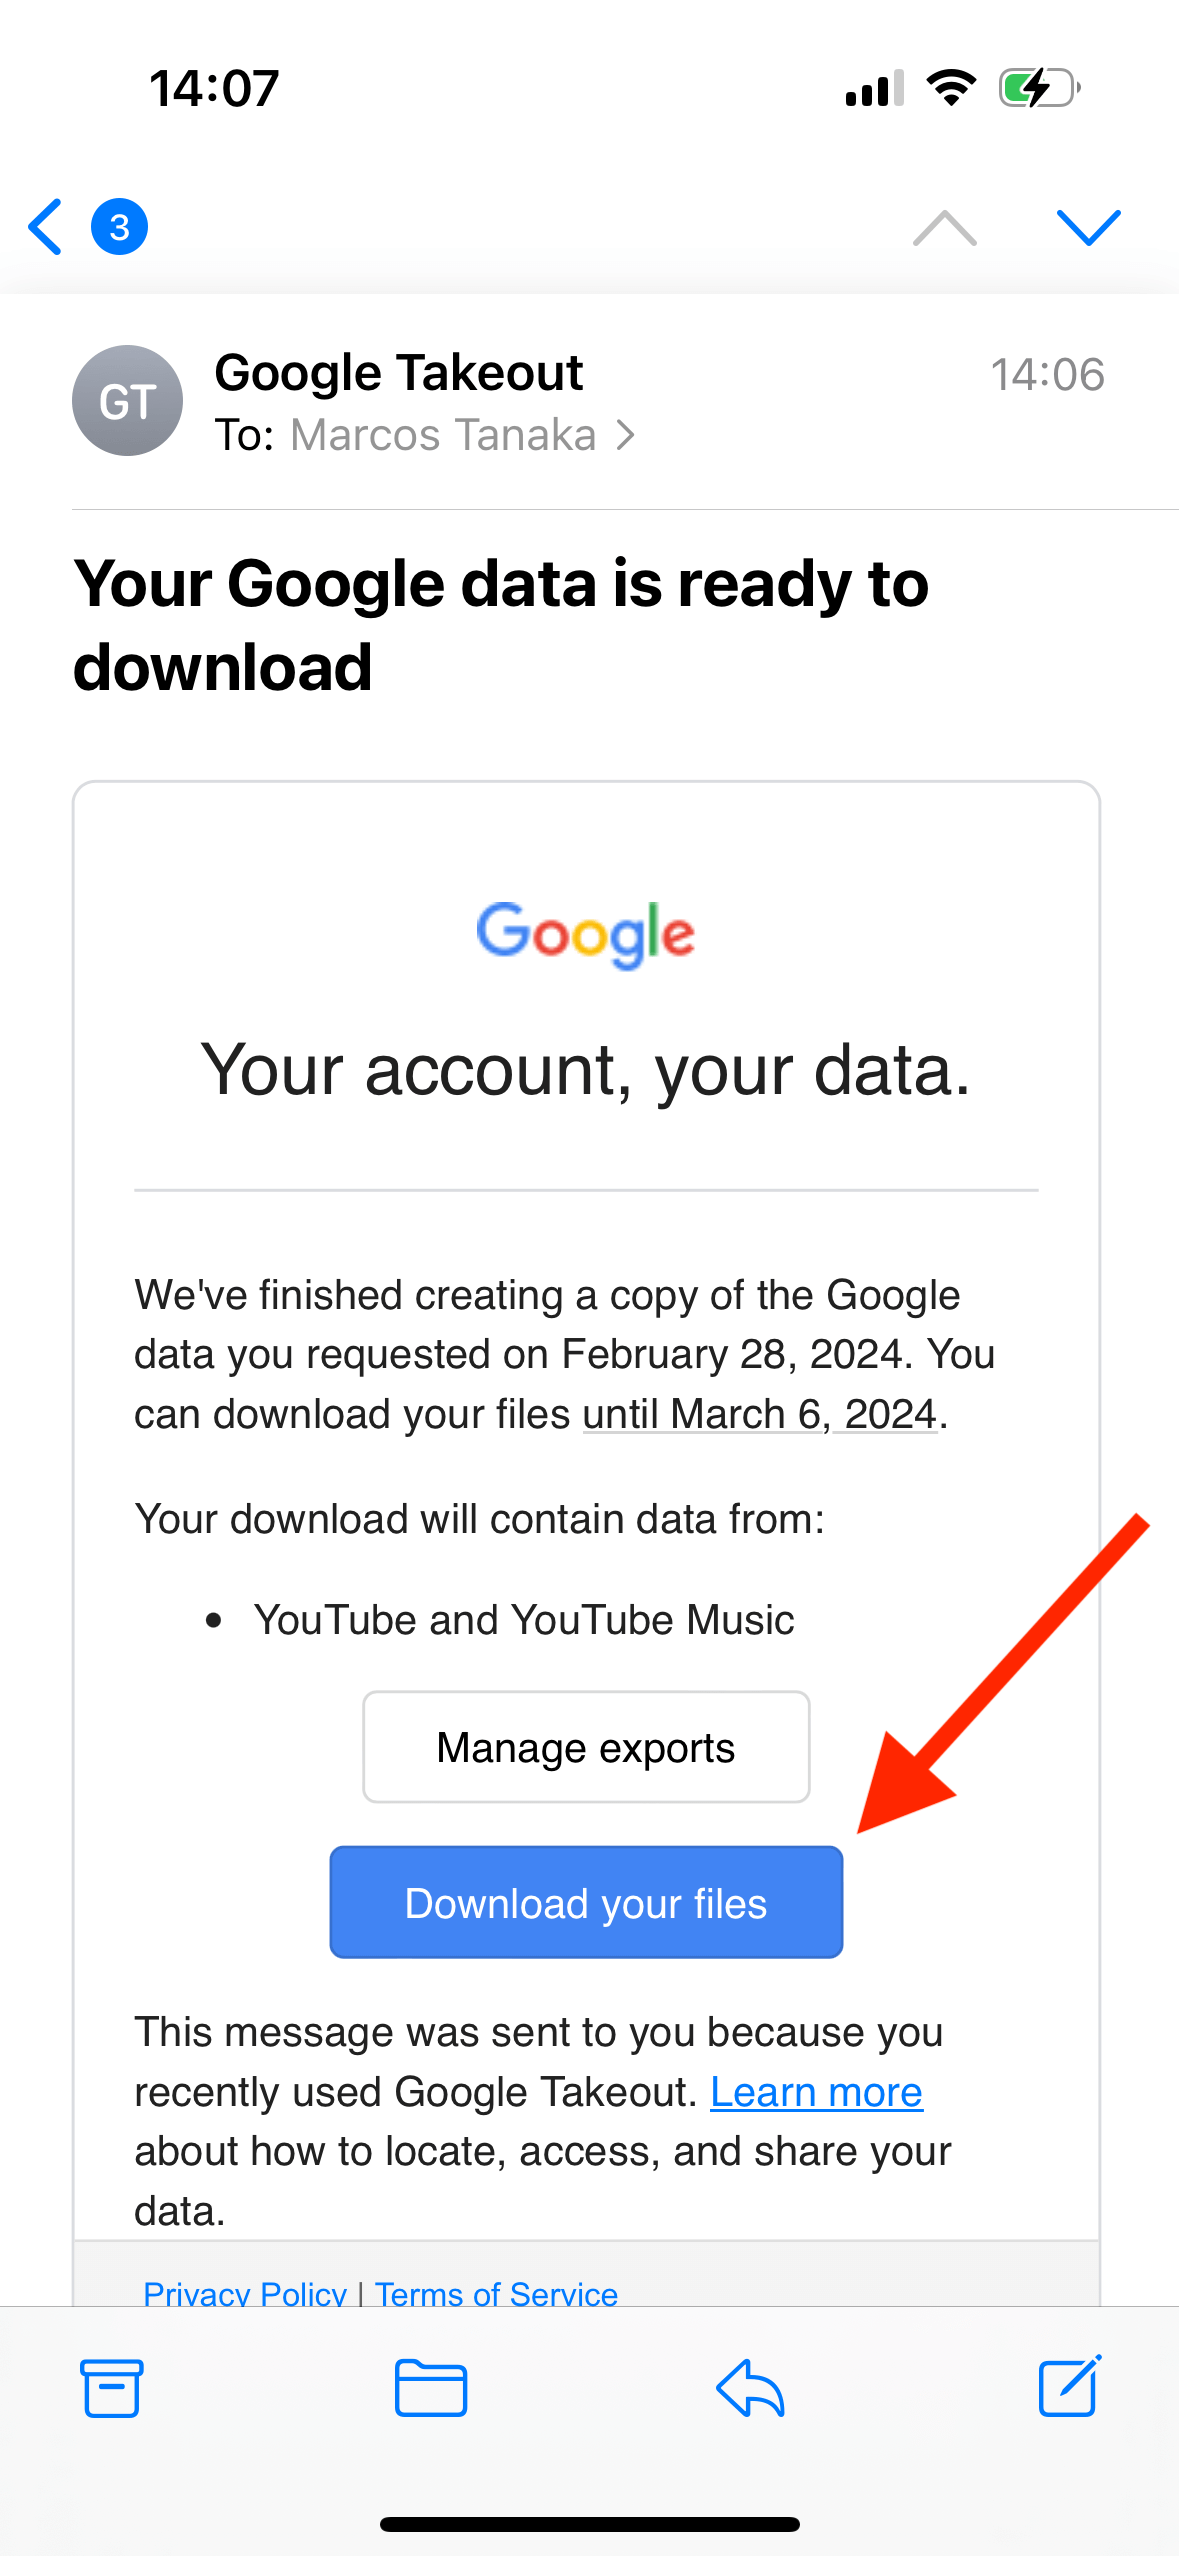 14:07
3
GT
Google Takeout
14:06
To: Marcos Tanaka
Your Google data is ready to
download
Google
Your account, your data.
We've finished creating a copy of the Google
data you requested on February 28, 2024. You
can download your files until March 6, 2024.
Your download will contain data from:
• YouTube and YouTube Music
Manage exports
Download your files
This message was sent to you because you
recently used Google Takeout. Learn more
about how to locate, access, and share your
data.
Privacy Policy | Terms of Service